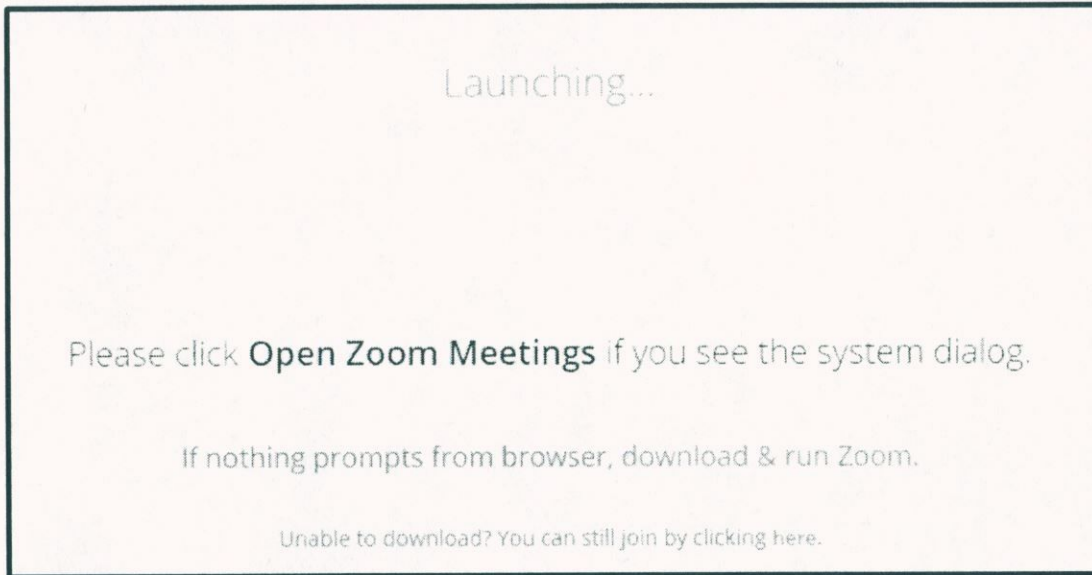 Launching...
Please click Open Zoom Meetings if you see the system dialog.
If nothing prompts from browser, download & run Zoom.
Unable to download? You can still join by clicking here.